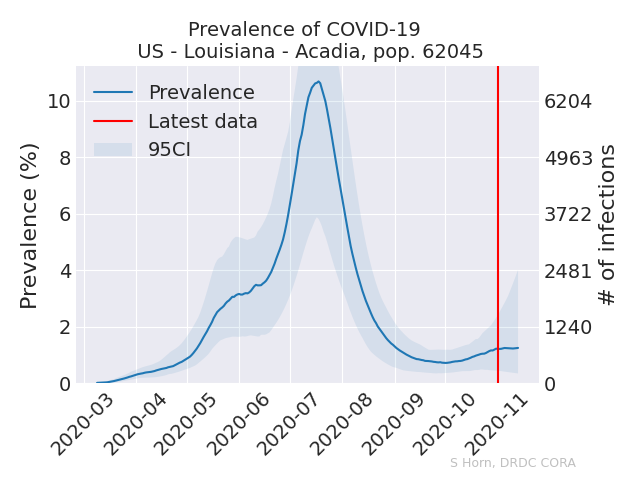 Prevalence of COVID-19
US - Louisiana - Acadia, pop. 62045
Prevalence
Latest data
95CI
Prevalence (%)
10
8
6
4
2
0
6204
4963
3722
2481
1240
0
# of infections
2020-03
2020-04
2020-05
2020-06
2020-07
2020-08
2020-09
2020-10
2020-11
S Horn, DRDC CORA